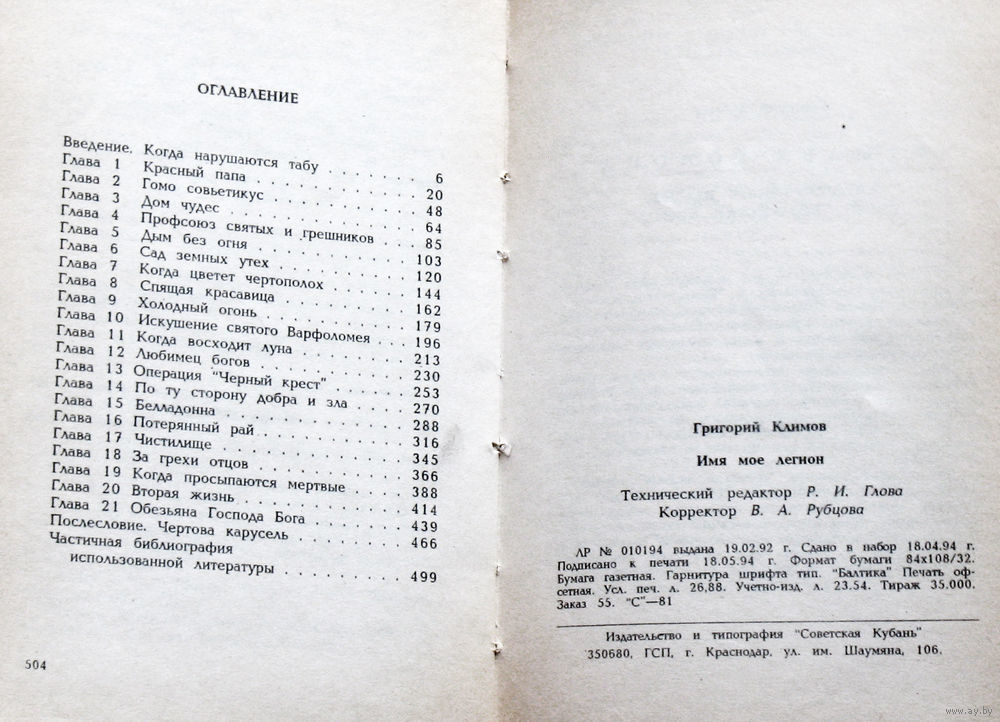 ОГЛАВЛЕНИЕ
Введение. Когда нарушаются табу . . . . . . . 6
Глава 1 Красный папа . . . . . . . . . . 20
Глава 2 Гомо совьетикус . . . . . . . . . 48
Глава 3 Дом чудес . . . . . . . . . . . 64
Глава 4 Профсоюз святых и грешников . . . . 85
Глава 5 Дым без огня . . . . . . . . . . 103
Глава 6 Сад земных утех . . . . . . . . . 120
Глава 7 Когда цветет чертополох . . . . . . 144
Глава 8 Спящая красавица . . . . . . . . 162
Глава 9 Холодный огонь . . . . . . . . . 179
Глава 10 Искушение святого Варфоломея . . . 196
Глава 11 Когда восходит луна . . . . . . . 213
Глава 12 Любимец богов . . . . . . . . . 230
Глава 13 Операция "Черный крест" . . . . . 253
Глава 14 По ту сторону добра и зла . . . . 270
Глава 15 Белладонна . . . . . . . . . . 288
Глава 16 Потерянный рай . . . . . . . . . 316
Глава 17 Чистилище . . . . . . . . . . . 345
Глава 18 За грехи отцов . . . . . . . . . 366
Глава 19 Когда просыпаются мертвые . . . . 388
Глава 20 Вторая жизнь . . . . . . . . . . 414
Глава 21 Обезьяна Господа Бога . . . . . . 439
Послесловие. Чертова карусель . . . . . . . 466
Частичная библиография
использованной литературы . . . . . . . . 499
504
Григорий Климов
Имя мое легион
Технический редактор Р. И. Глова
Корректор В. А. Рубцова
ЛР № 010194 выдана 19.02.92 г. Сдано в набор 18.04.94 г.
Подписано к печати 18.05.94 г. Формат бумаги 84x108/32.
Бумага газетная. Гарнитура шрифта тип. "Балтика" Печать оф-
сетная. Усл. печ. л. 26,88. Учетно-изд. л. 23.54. Тираж 35.000.
Заказ 55. "С"—81
Издательство и типография "Советская Кубань"
350680, ГСП, г. Краснодар, ул. им. Шаумяна, 106.
www.ay.by